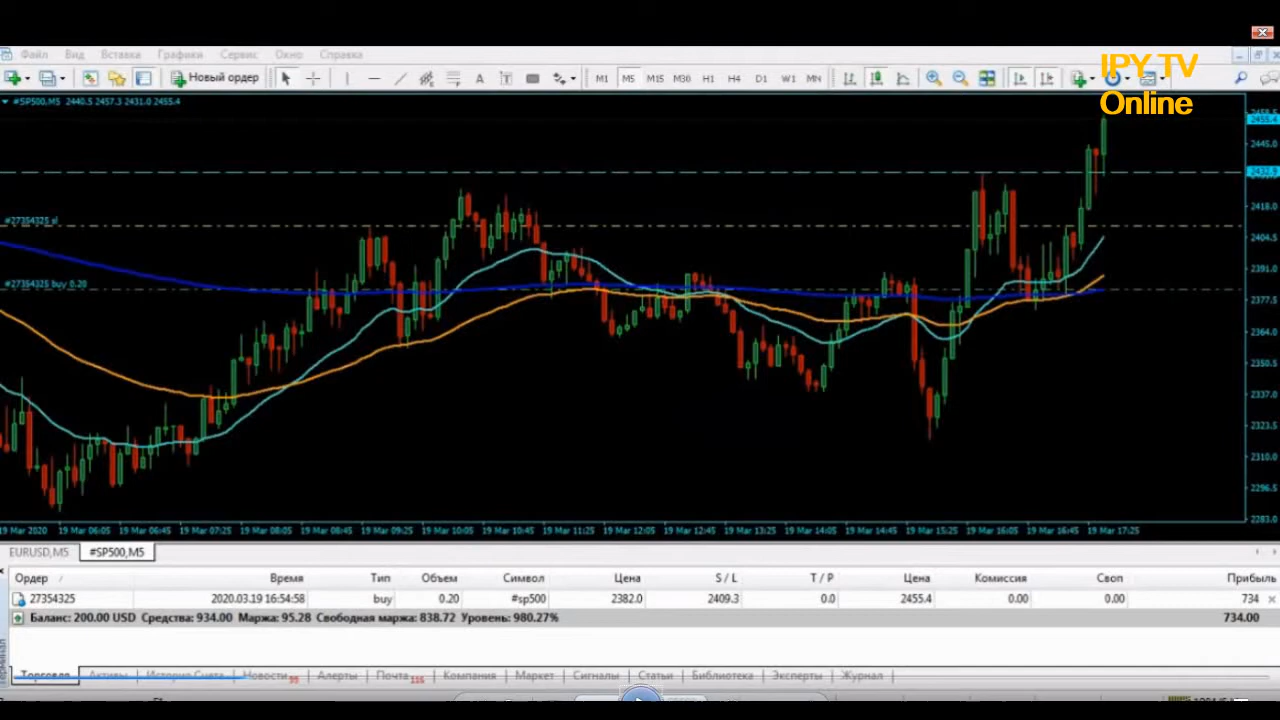 IPY TV
Online
Файл Вид Вставка Графики Сервис Окно Справка
Новый ордер A T M1 M5 M15 M30 H1 H4 D1 W1 MN
#SP500,M5 2440.5 2457.3 2431.0 2455.4
2455.4
2445.0
2418.0
#27354325 sl
2404.5
2391.0
#27354325 buy 0.20
2377.5
2364.0
2350.5
2337.0
2323.5
2310.0
2296.5
2283.0
19 Mar 2020 19 Mar 06:05 19 Mar 06:45 19 Mar 07:25 19 Mar 08:05 19 Mar 08:45 19 Mar 09:25 19 Mar 10:05 19 Mar 10:45 19 Mar 11:25 19 Mar 12:05 19 Mar 12:45 19 Mar 13:25 19 Mar 14:05 19 Mar 14:45 19 Mar 15:25 19 Mar 16:05 19 Mar 16:45 19 Mar 17:25
EURUSD,M5 #SP500,M5
Ордер / Время Тип Объем Символ Цена S / L T / P Цена Комиссия Своп Прибыль
27354325 2020.03.19 16:54:58 buy 0.20 #sp500 2382.0 2409.3 0.0 2455.4 0.00 0.00 734
Баланс: 200.00 USD Средства: 934.00 Маржа: 95.28 Свободная маржа: 838.72 Уровень: 980.27% 734.00
Терминал
Торговля Активы История Счета Новости Алерты Почта Компания Маркет Сигналы Статьи Библиотека Эксперты Журнал